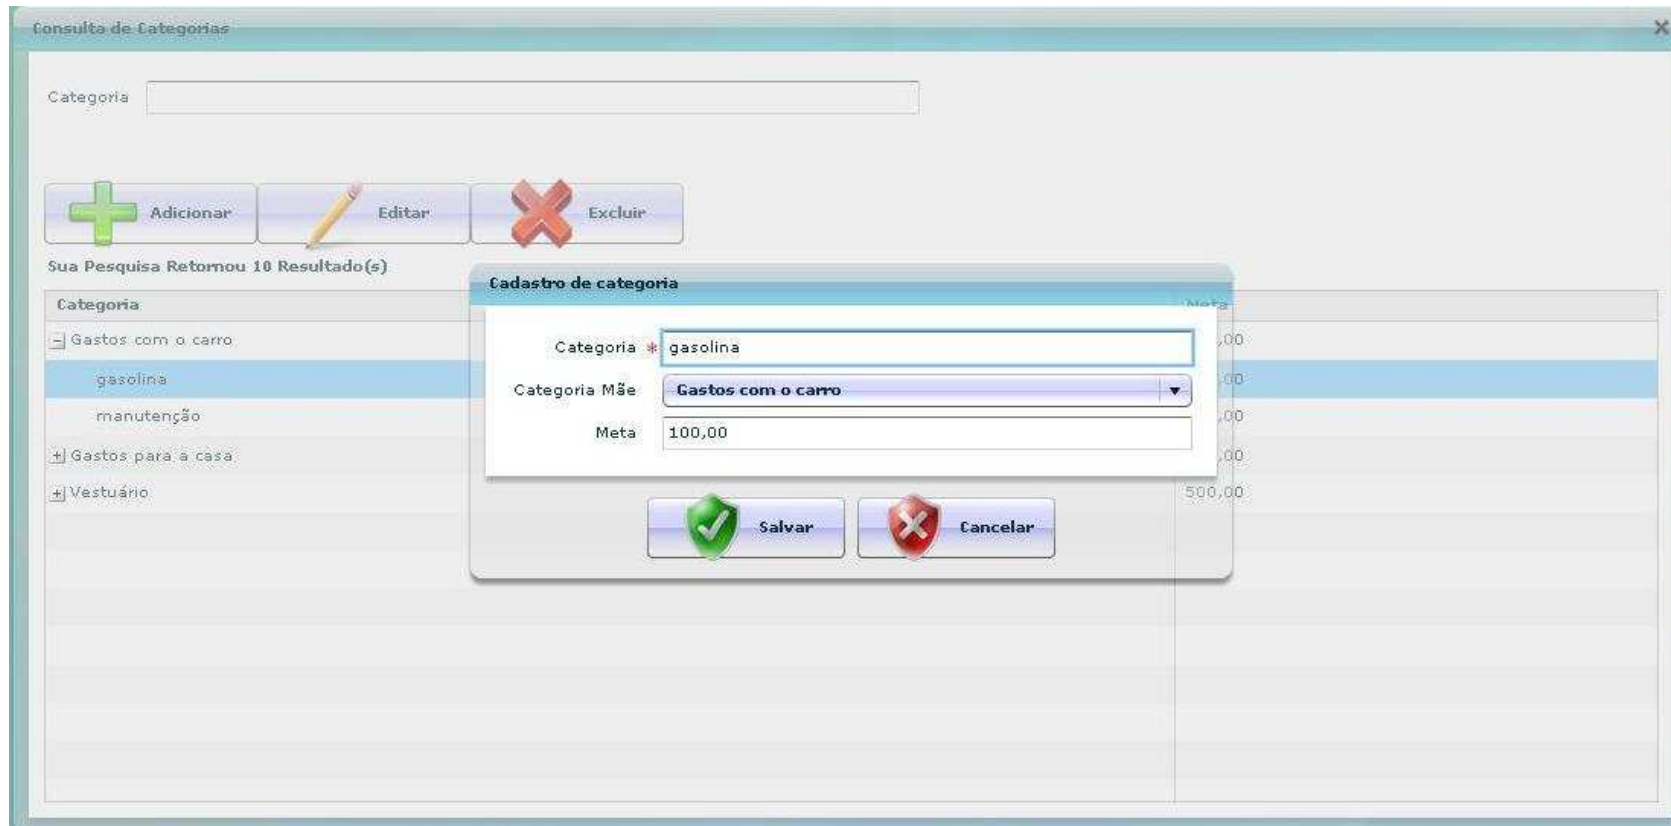 Consulta de Categorias
Categoria
Adicionar Editar Excluir
Sua Pesquisa Retornou 10 Resultado(s)
Categoria Meta
Gastos com o carro ,00
gasolina ,00
manutenção ,00
Gastos para a casa ,00
Vestuário 500,00
Cadastro de categoria
Categoria * gasolina
Categoria Mãe Gastos com o carro
Meta 100,00
Salvar Cancelar